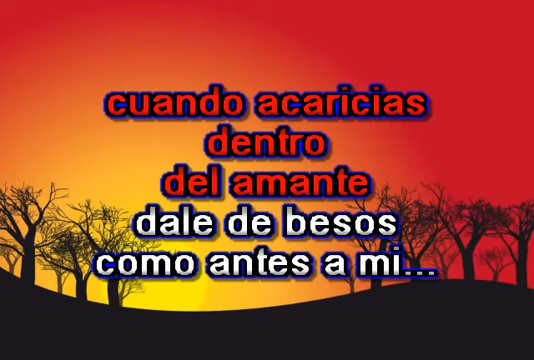 cuando acaricias
dentro
del amante
dale de besos
como antes a mi...